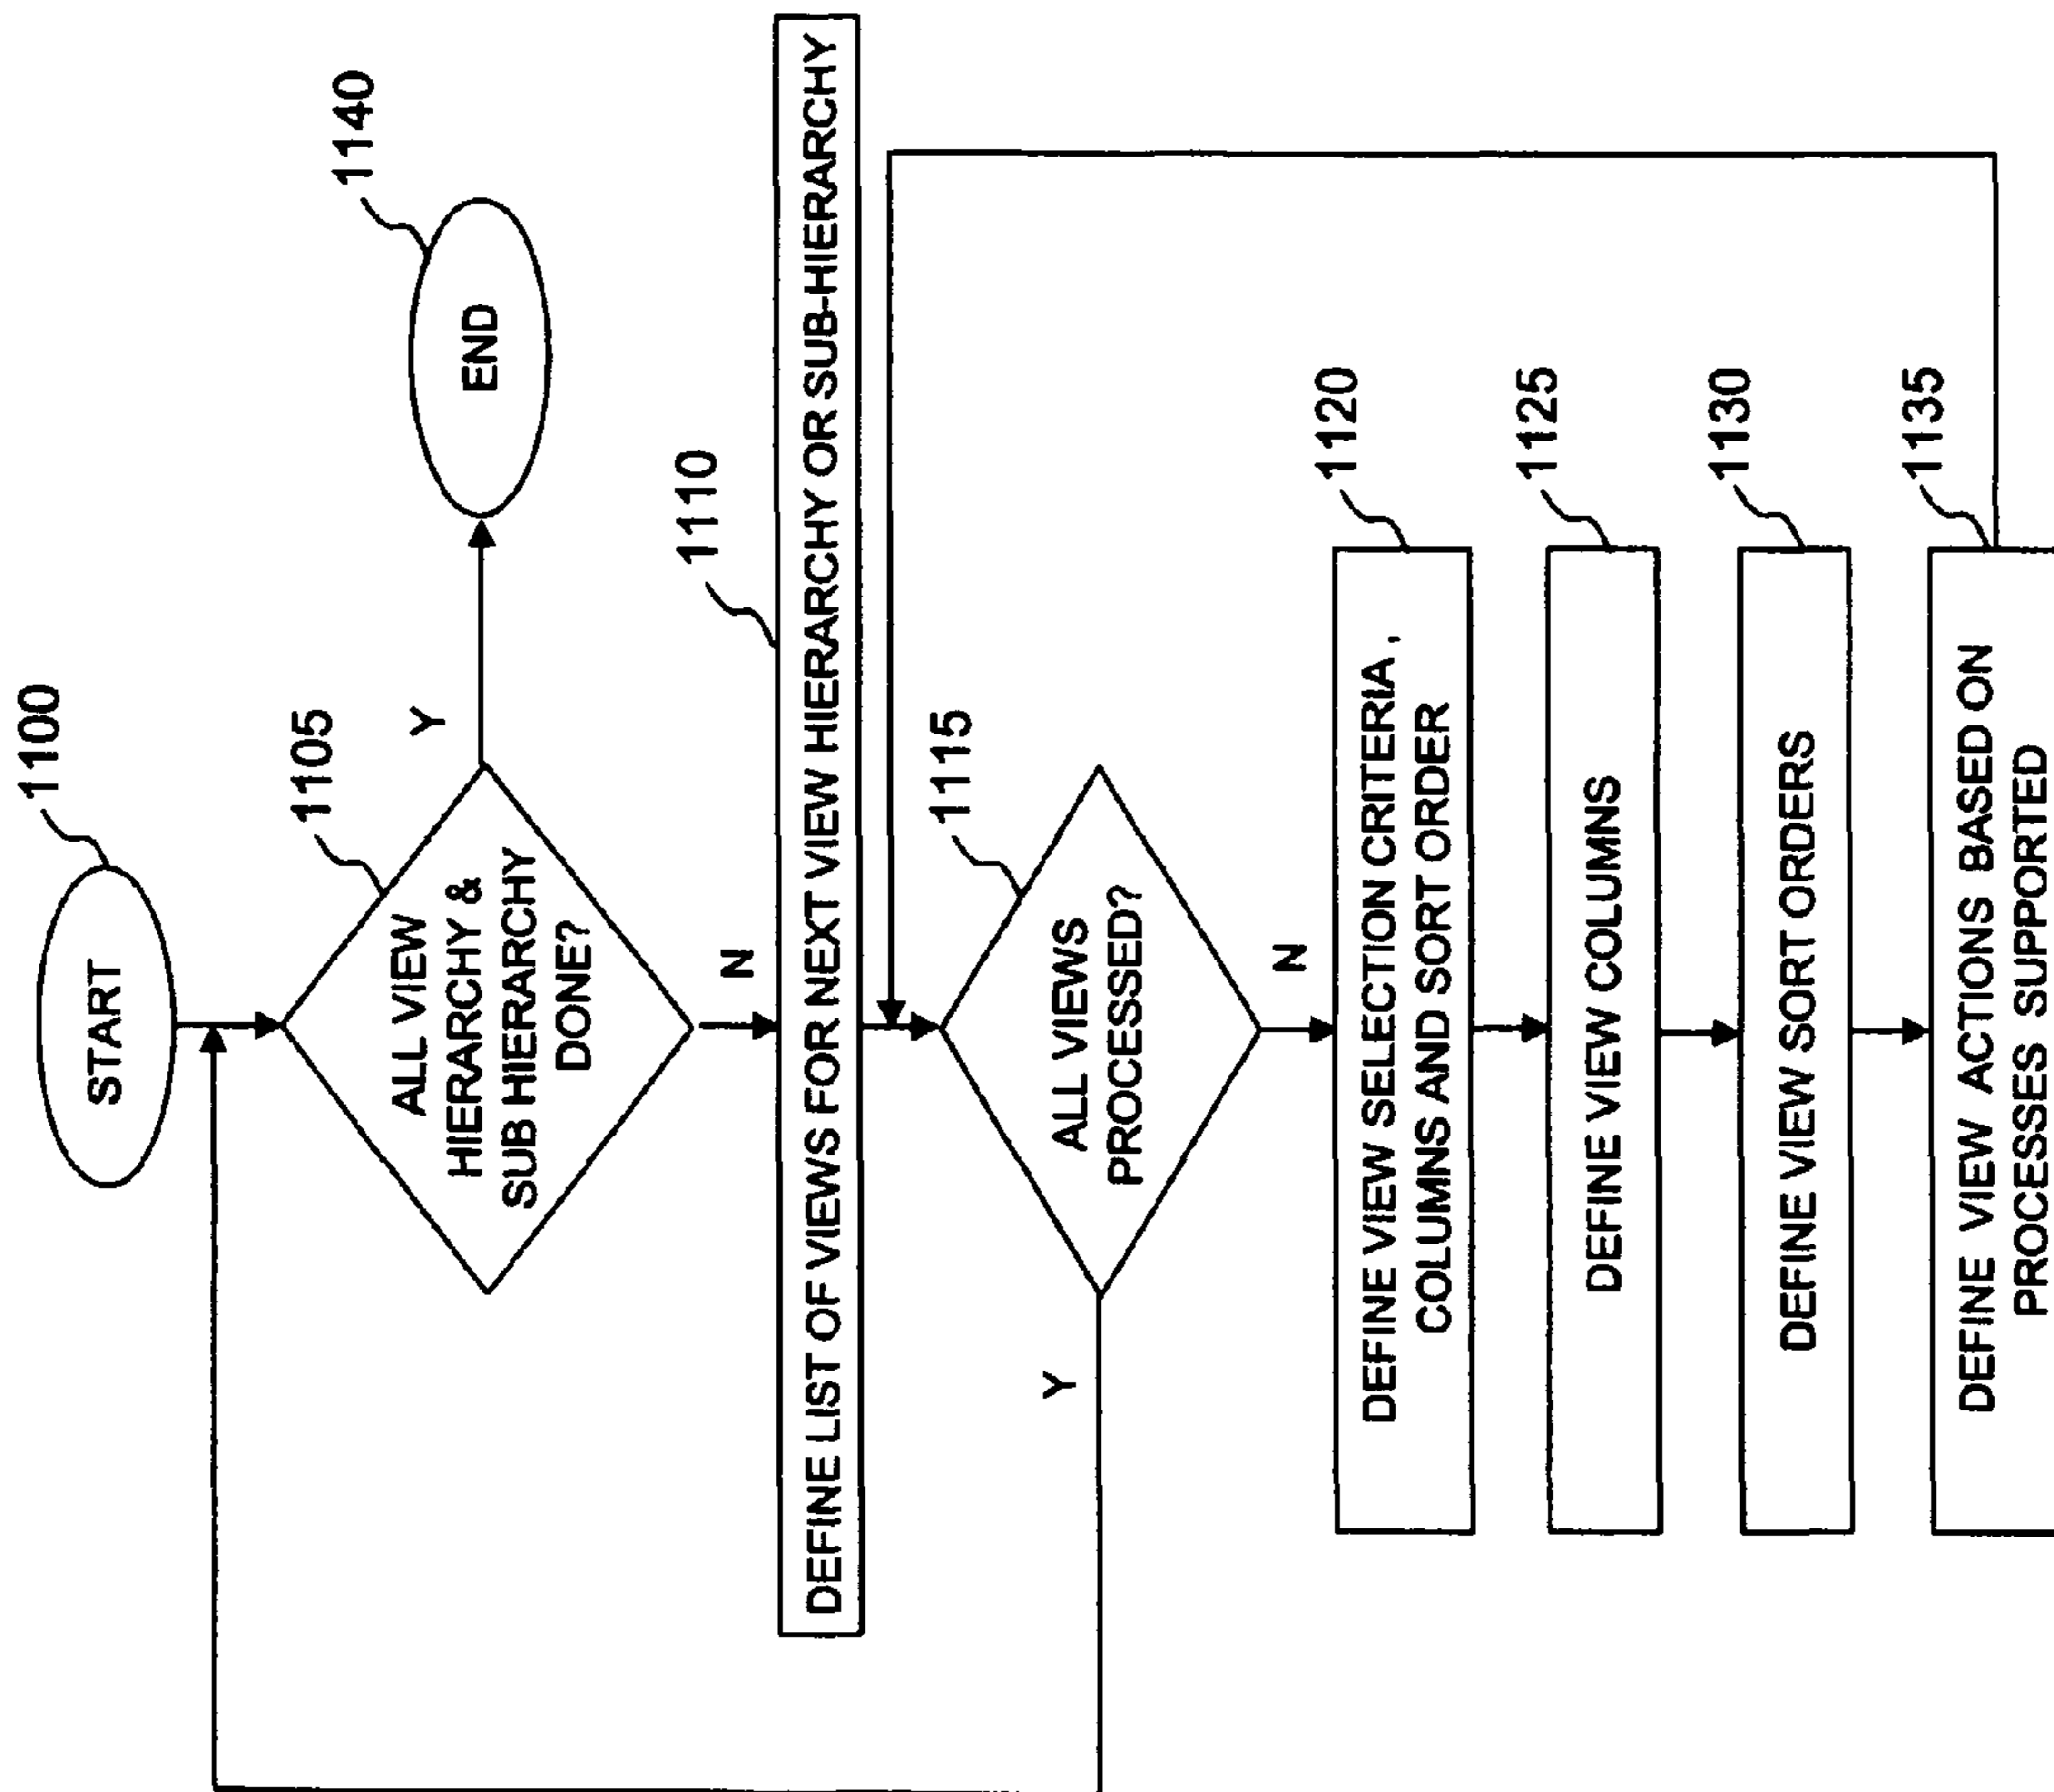 1100
START
1105
ALL VIEW
HIERARCHY &
SUB HIERARCHY
DONE?
Y
1140
END
N
1110
DEFINE LIST OF VIEWS FOR NEXT VIEW HIERARCHY OR SUB-HIERARCHY
1115
ALL VIEWS
PROCESSED?
Y
N
1120
DEFINE VIEW SELECTION CRITERIA,
COLUMNS AND SORT ORDER
1125
DEFINE VIEW COLUMNS
1130
DEFINE VIEW SORT ORDERS
1135
DEFINE VIEW ACTIONS BASED ON
PROCESSES SUPPORTED